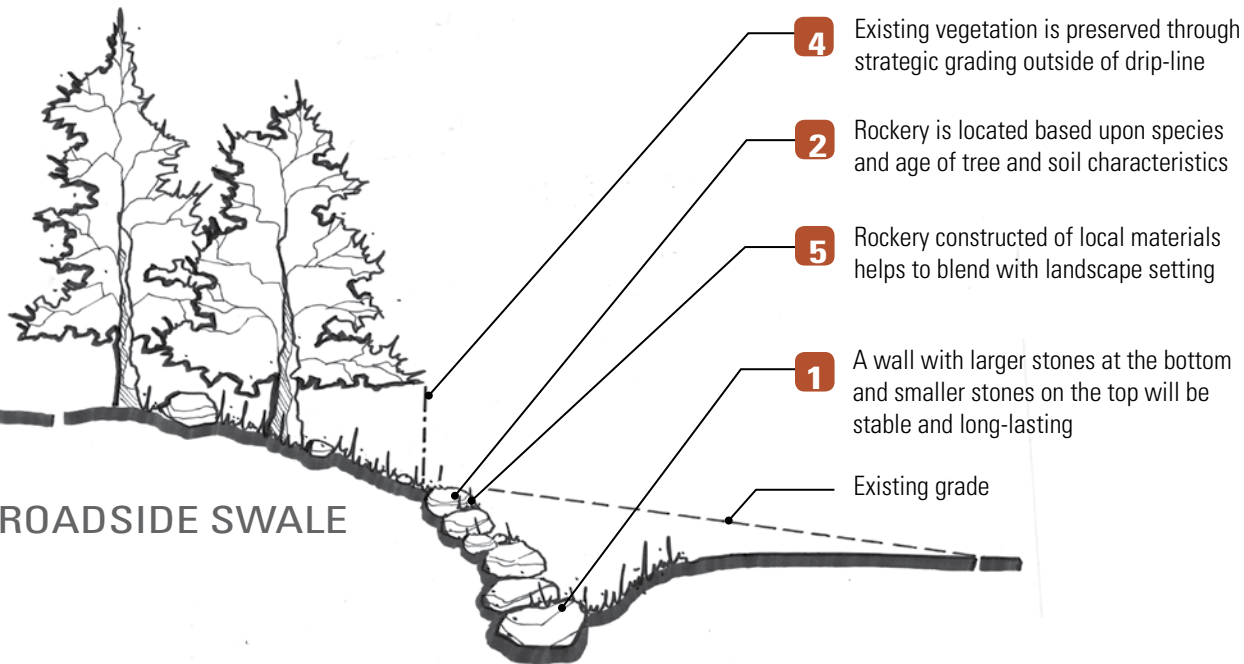 4 Existing vegetation is preserved through
strategic grading outside of drip-line
2 Rockery is located based upon species
and age of tree and soil characteristics
5 Rockery constructed of local materials
helps to blend with landscape setting
1 A wall with larger stones at the bottom
and smaller stones on the top will be
stable and long-lasting
Existing grade
ROADSIDE SWALE